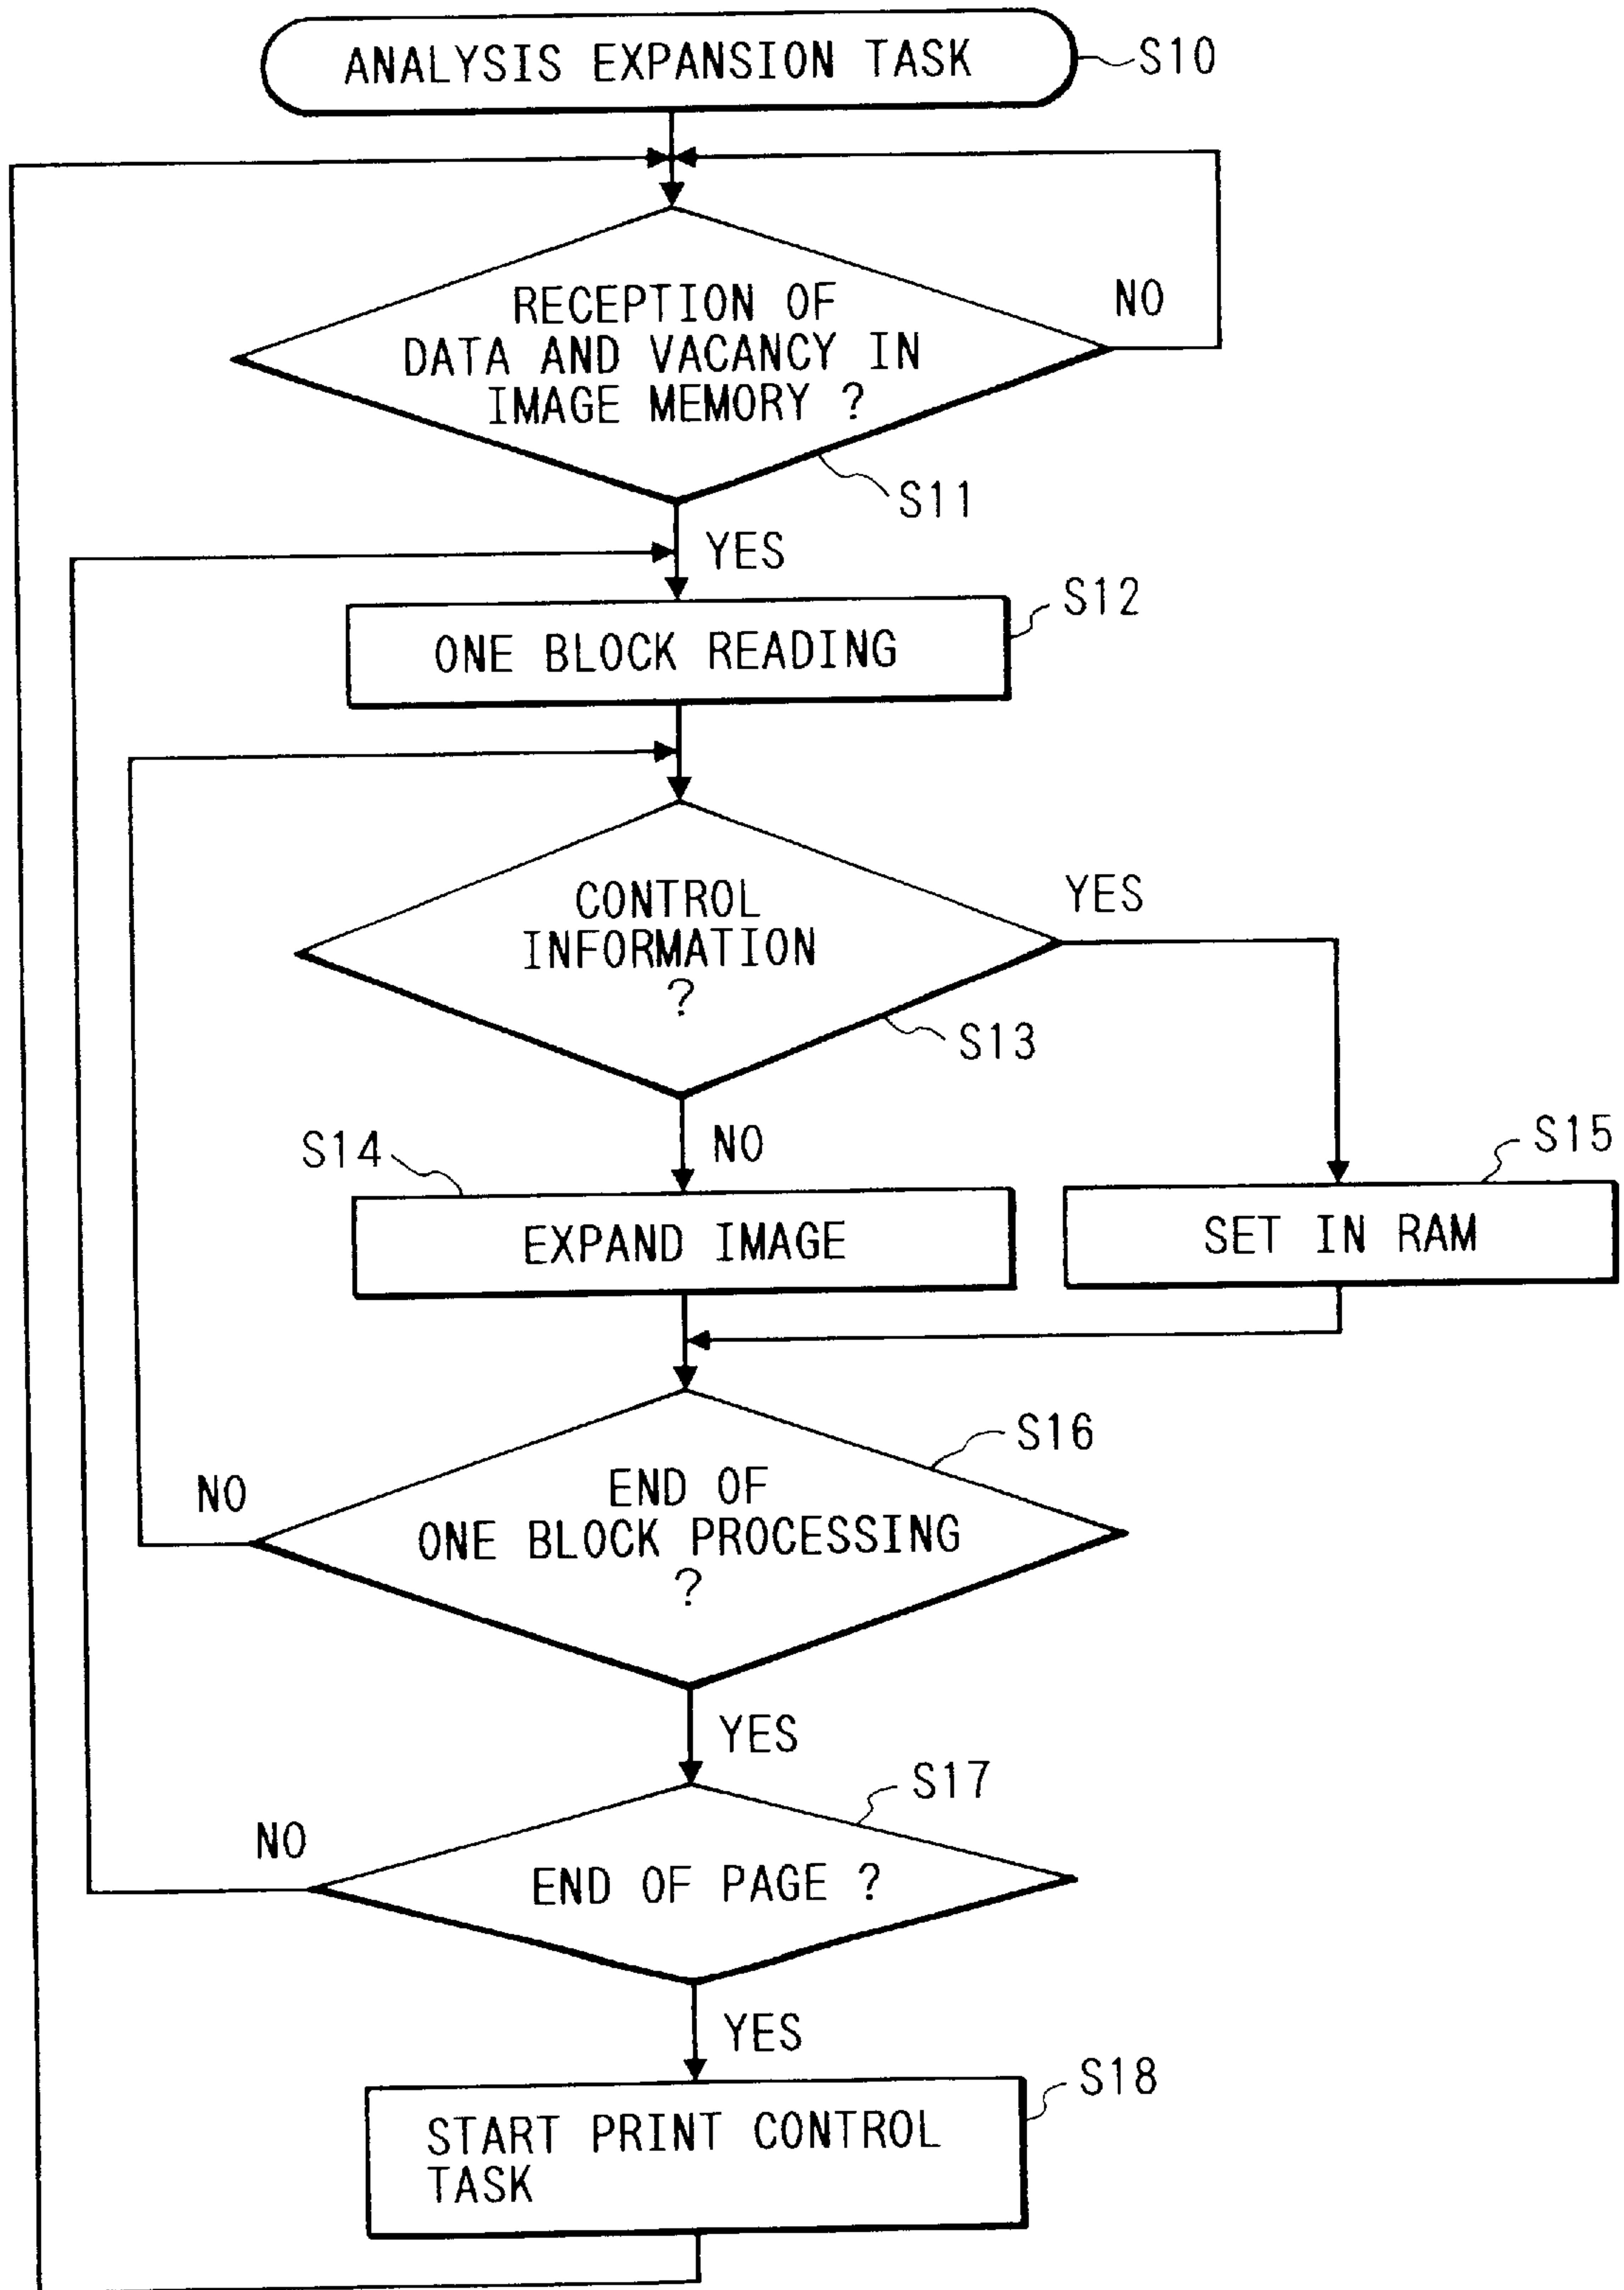 ANALYSIS EXPANSION TASK
S10
RECEPTION OF
DATA AND VACANCY IN
IMAGE MEMORY ?
NO
S11
YES
S12
ONE BLOCK READING
CONTROL
INFORMATION
?
YES
S13
NO
S14
S15
EXPAND IMAGE
SET IN RAM
S16
END OF
ONE BLOCK PROCESSING
?
NO
YES
S17
NO
END OF PAGE ?
YES
S18
START PRINT CONTROL
TASK